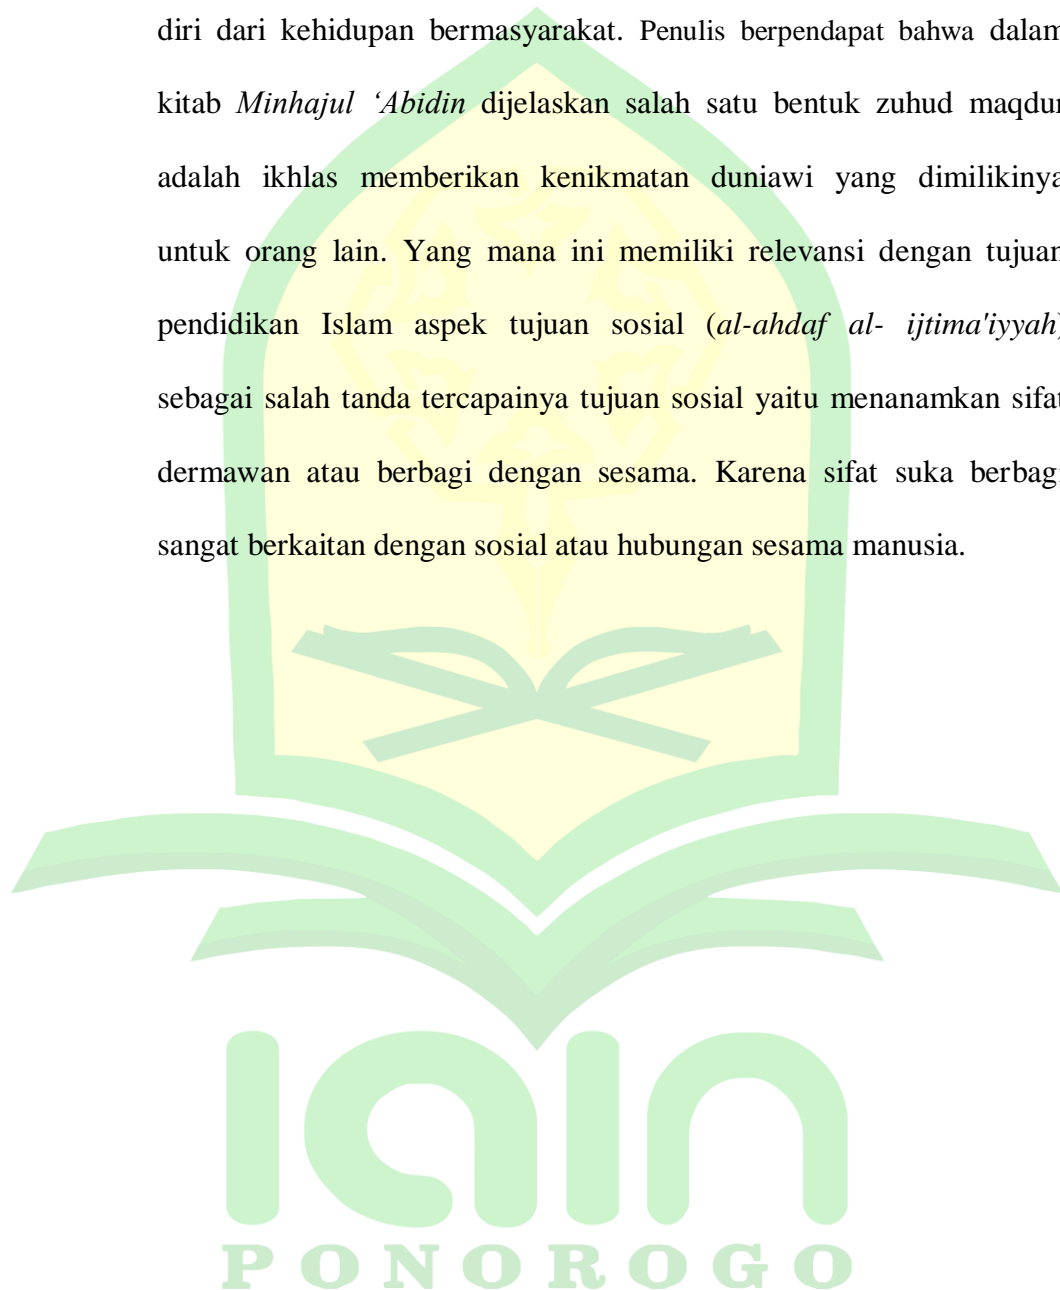 diri dari kehidupan bermasyarakat. Penulis berpendapat bahwa dalam
kitab Minhajul ‘Abidin dijelaskan salah satu bentuk zuhud maqdur
adalah ikhlas memberikan kenikmatan duniawi yang dimilikinya
untuk orang lain. Yang mana ini memiliki relevansi dengan tujuan
pendidikan Islam aspek tujuan sosial (al-ahdaf al- ijtima'iyyah)
sebagai salah tanda tercapainya tujuan sosial yaitu menanamkan sifat
dermawan atau berbagi dengan sesama. Karena sifat suka berbagi
sangat berkaitan dengan sosial atau hubungan sesama manusia.
iain
PONOROGO